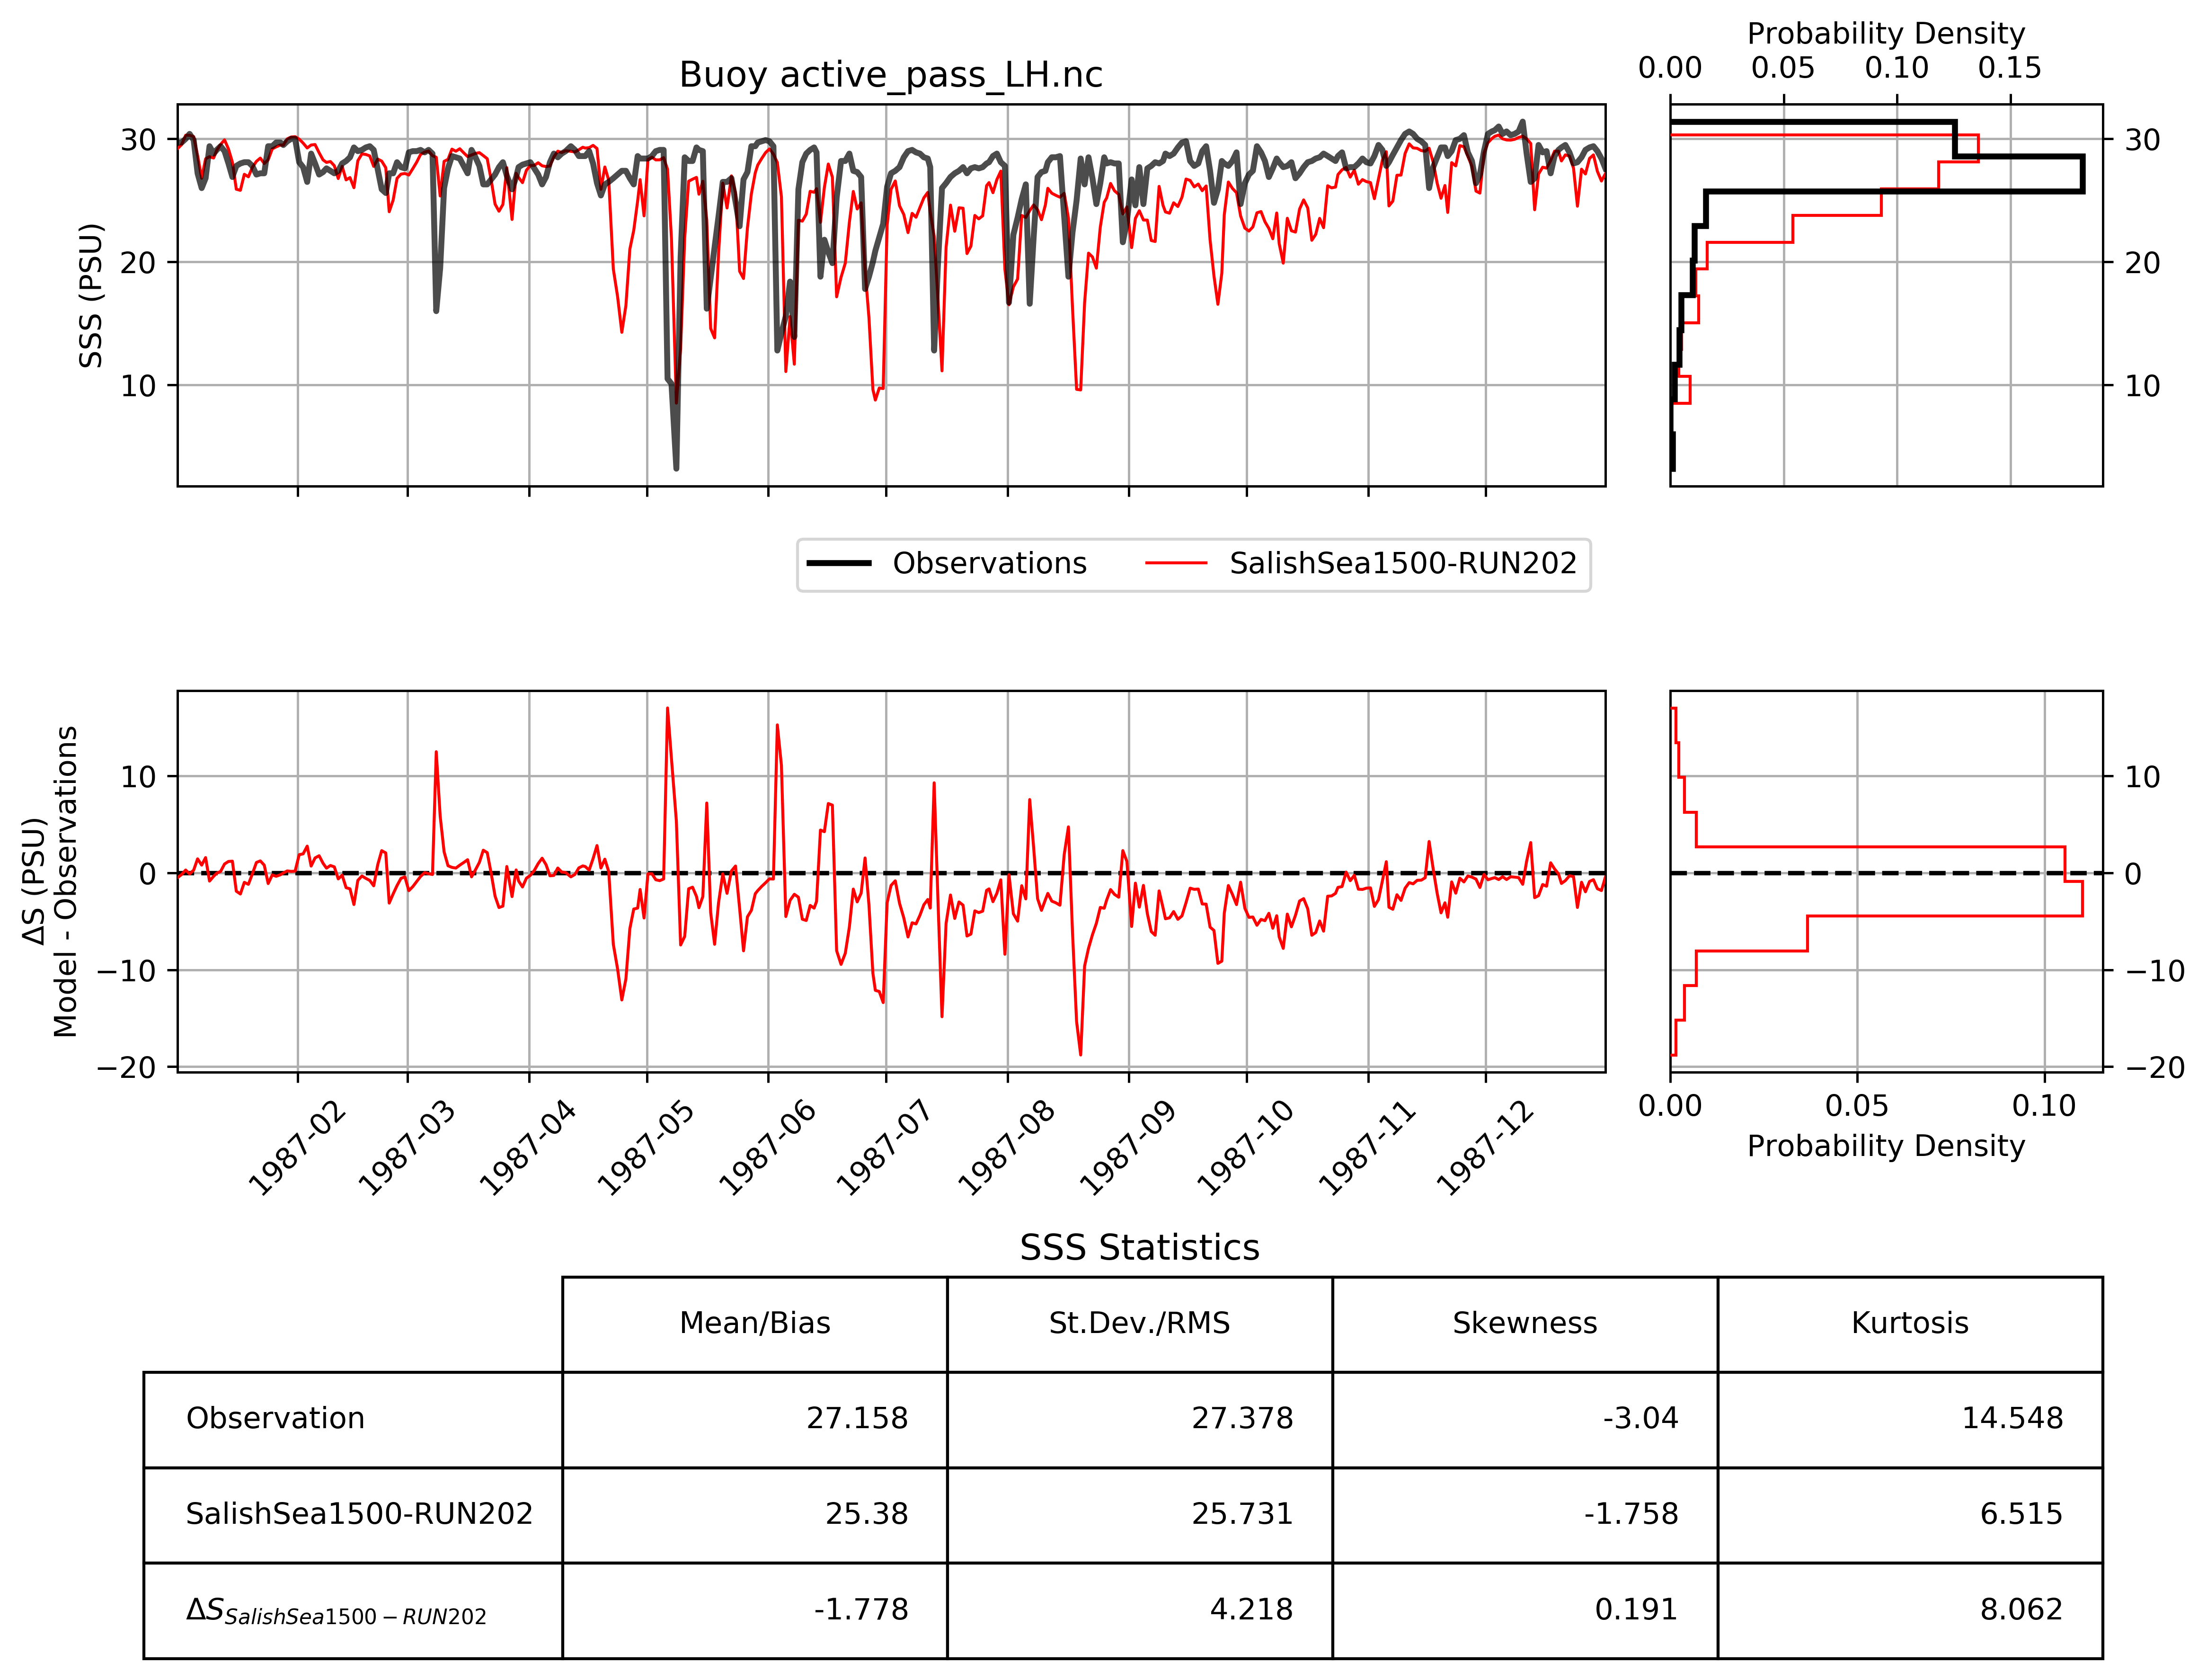 Probability Density
0.00 0.05 0.10 0.15
Buoy active_pass_LH.nc
SSS (PSU)
30
20
10
30
20
10
Observations SalishSea1500-RUN202
ΔS (PSU)
Model - Observations
10
0
−10
−20
10
0
−10
−20
1987-02 1987-03 1987-04 1987-05 1987-06 1987-07 1987-08 1987-09 1987-10 1987-11 1987-12
0.00 0.05 0.10
Probability Density
SSS Statistics
Mean/Bias St.Dev./RMS Skewness Kurtosis
Observation 27.158 27.378 -3.04 14.548
SalishSea1500-RUN202 25.38 25.731 -1.758 6.515
ΔS SalishSea1500−RUN202 -1.778 4.218 0.191 8.062